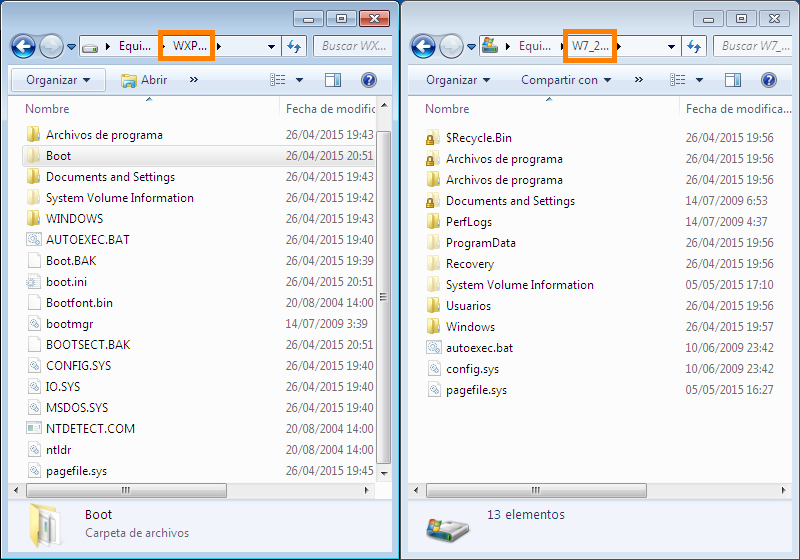 Equi... WXP... Buscar WX...
Organizar Abrir »
Nombre Fecha de modific
Archivos de programa 26/04/2015 19:43
Boot 26/04/2015 20:51
Documents and Settings 26/04/2015 19:43
System Volume Information 26/04/2015 19:42
WINDOWS 26/04/2015 19:43
AUTOEXEC.BAT 26/04/2015 19:40
Boot.BAK 26/04/2015 19:39
boot.ini 26/04/2015 20:51
Bootfont.bin 20/08/2004 14:00
bootmgr 14/07/2009 3:39
BOOTSECT.BAK 26/04/2015 20:51
CONFIG.SYS 26/04/2015 19:40
IO.SYS 26/04/2015 19:40
MSDOS.SYS 26/04/2015 19:40
NTDETECT.COM 20/08/2004 14:00
ntldr 20/08/2004 14:00
pagefile.sys 26/04/2015 19:45
Boot
Carpeta de archivos
Equi... W7_2... Buscar W7_...
Organizar Compartir con »
Nombre Fecha de modifica...
$Recycle.Bin 26/04/2015 19:56
Archivos de programa 26/04/2015 19:56
Archivos de programa 26/04/2015 19:56
Documents and Settings 14/07/2009 6:53
PerfLogs 14/07/2009 4:37
ProgramData 26/04/2015 19:56
Recovery 26/04/2015 19:56
System Volume Information 05/05/2015 17:10
Usuarios 26/04/2015 19:56
Windows 26/04/2015 19:57
autoexec.bat 10/06/2009 23:42
config.sys 10/06/2009 23:42
pagefile.sys 05/05/2015 16:27
13 elementos